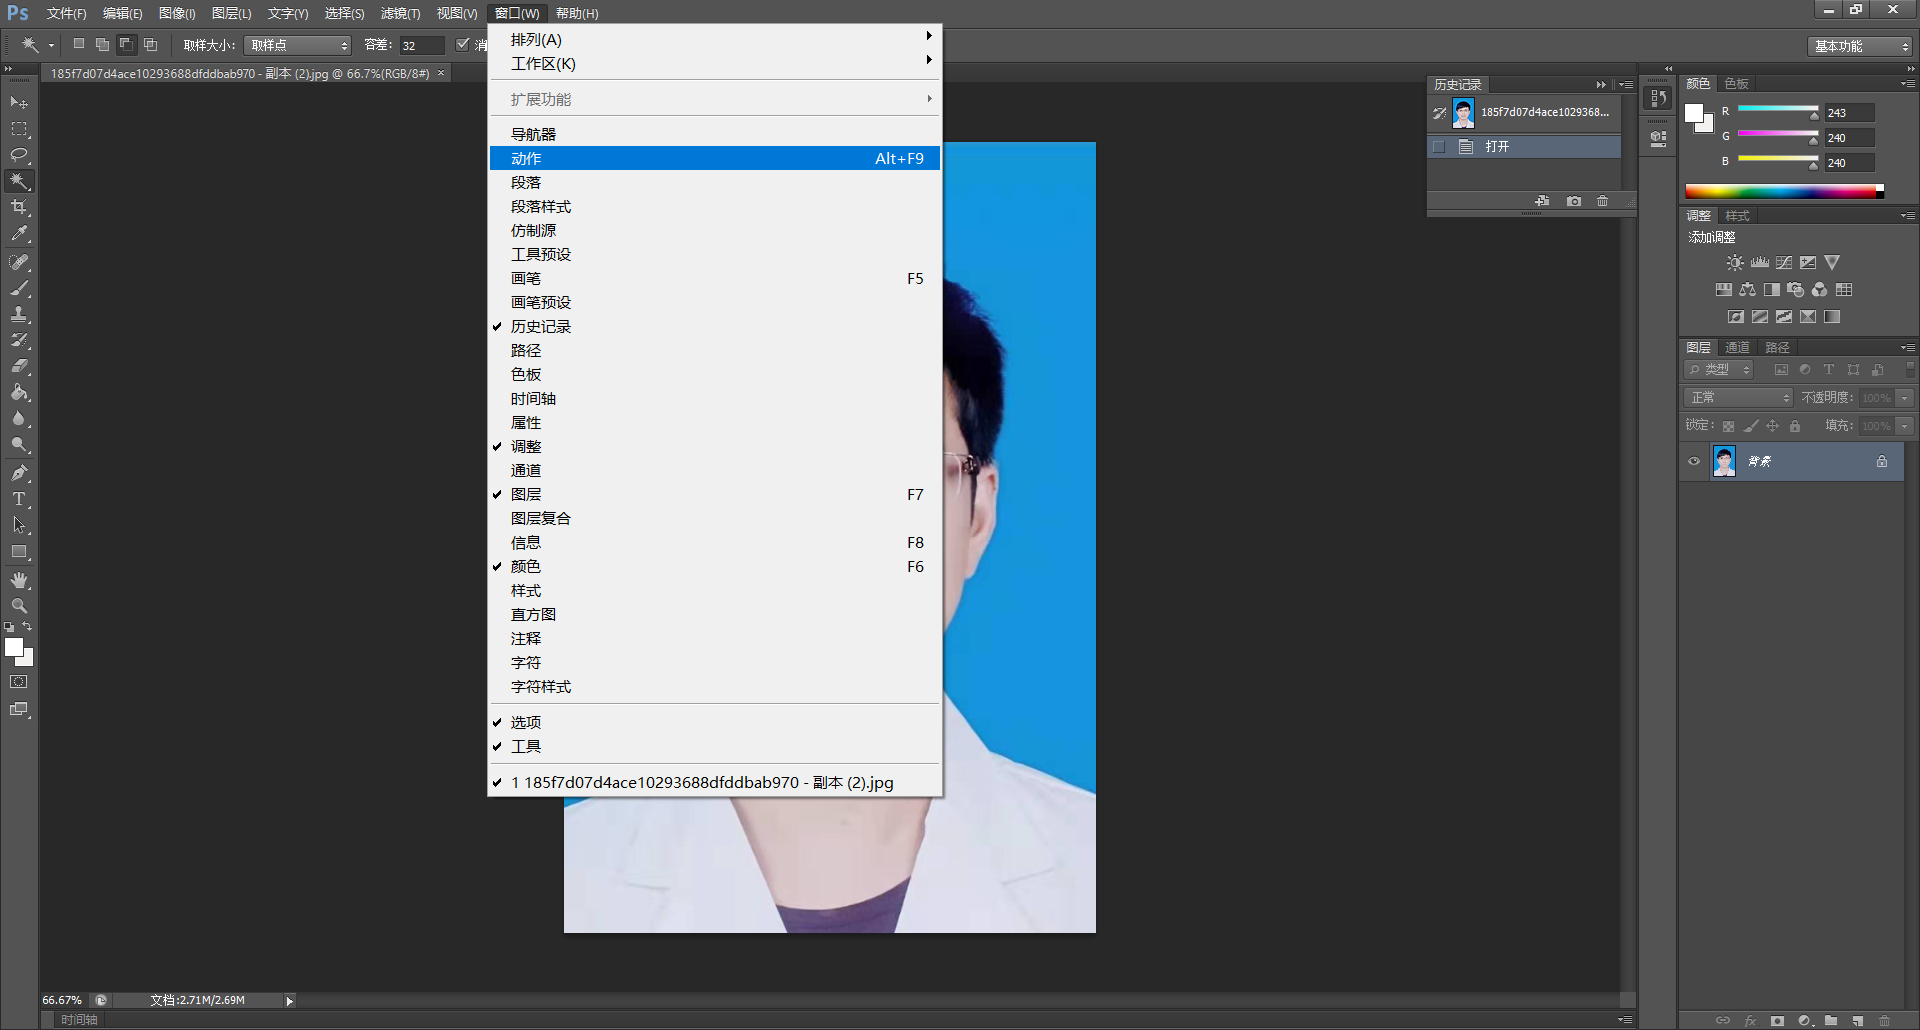 Ps 文件(F) 编辑(E) 图像(I) 图层(L) 文字(Y) 选择(S) 滤镜(T) 视图(V) 窗口(W) 帮助(H)
取样大小: 取样点 容差: 32 消
基本功能
185f7d07d4ace10293688dfddbab970 - 副本 (2).jpg @ 66.7%(RGB/8#) ×
排列(A)
工作区(K)
扩展功能
导航器
动作 Alt+F9
段落
段落样式
仿制源
工具预设
画笔 F5
画笔预设
历史记录
路径
色板
时间轴
属性
调整
通道
图层 F7
图层复合
信息 F8
颜色 F6
样式
直方图
注释
字符
字符样式
选项
工具
1 185f7d07d4ace10293688dfddbab970 - 副本 (2).jpg
历史记录
185f7d07d4ace1029368...
打开
颜色 色板
R 243
G 240
B 240
调整 样式
添加调整
图层 通道 路径
类型
正常 不透明度: 100%
锁定: 填充: 100%
背景
66.67% 文档:2.71M/2.69M
时间轴